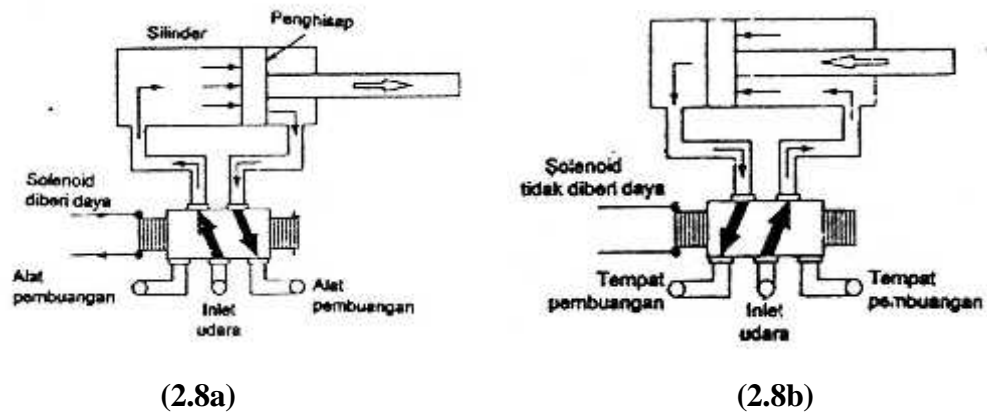 Penghisap
Silinder
Solenoid
diberi daya
Alat
pembuangan
Inlet
udara
Alat
pembuangan
(2.8a)
Solenoid
tidak diberi daya
Tempat
pembuangan
Inlet
udara
Tempat
pembuangan
(2.8b)